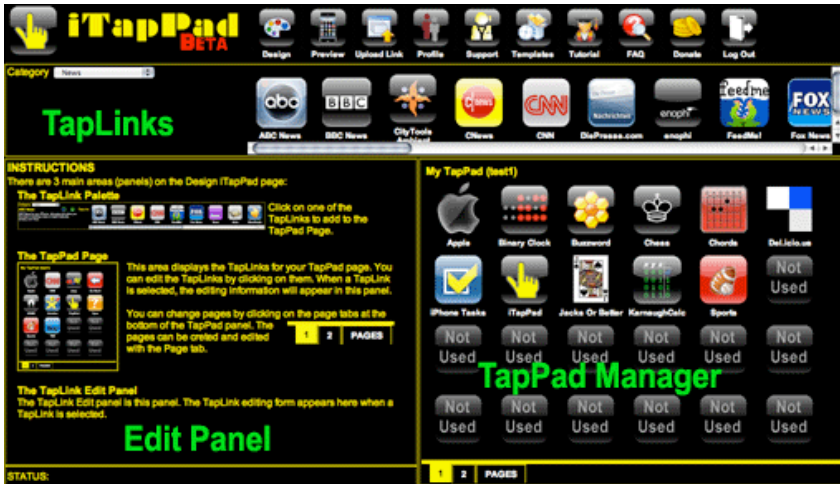 iTapPad
BETA
Design Preview Upload Link Profile Support Templates Tutorial FAQ Donate Log Out
Category News
TapLinks
abc BBC Cnews CNN Nachrichten enophi feedme! FOX NEWS
ABC News BBC News CityTools Ambient CNews CNN DiePresse.com enophi FeedMe! Fox News
INSTRUCTIONS
There are 3 main areas (panels) on the Design iTapPad page:
The TapLink Palette
Click on one of the
TapLinks to add to the
TapPad Page.
The TapPad Page
This area displays the TapLinks for your TapPad page. You
can edit the TapLinks by clicking on them. When a TapLink
is selected, the editing information will appear in this panel.
You can change pages by clicking on the page tabs at the
bottom of the TapPad panel. The
pages can be creted and edited
with the Page tab.
1 2 PAGES
The TapLink Edit Panel
The TapLink Edit panel is this panel. The TapLink editing form appears here when a
TapLink is selected.
Edit Panel
STATUS:
My TapPad (test1)
Apple Binary Clock Buzzword Chess Chords Del.icio.us
Not Used
iPhone Tasks iTapPad Jacks Or Better KarnaughCalc Sports
Not Not Not Not Not Not
Used Used Used Used Used Used
TapPad Manager
Not Not Not Not Not Not
Used Used Used Used Used Used
1 2 PAGES